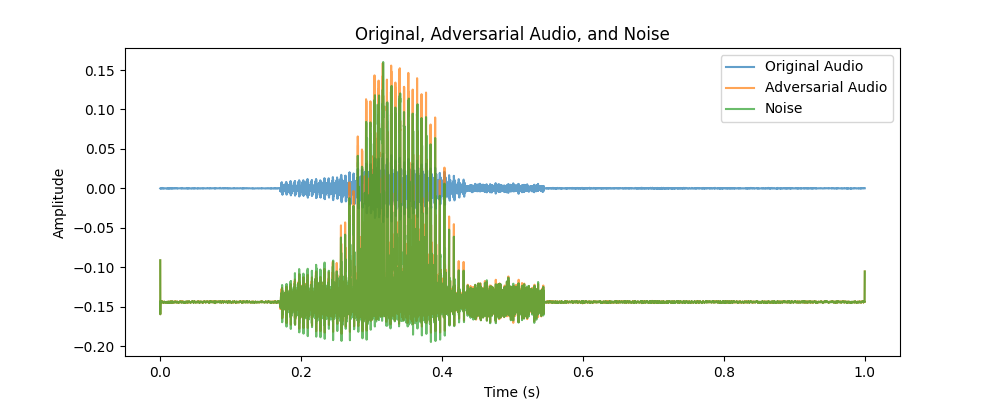 Original, Adversarial Audio, and Noise
Original Audio
Adversarial Audio
Noise
Amplitude
0.15
0.10
0.05
0.00
−0.05
−0.10
−0.15
−0.20
0.0 0.2 0.4 0.6 0.8 1.0
Time (s)